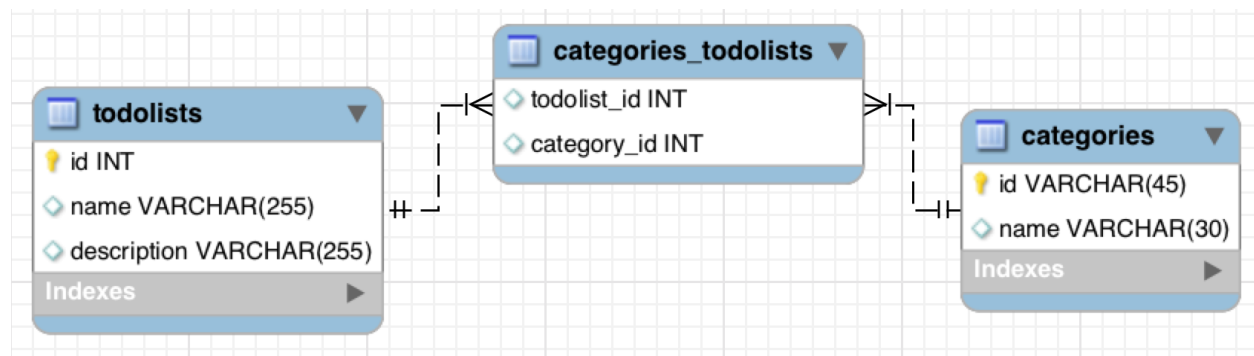 todolists
id INT
name VARCHAR(255)
description VARCHAR(255)
Indexes
categories_todolists
todolist_id INT
category_id INT
categories
id VARCHAR(45)
name VARCHAR(30)
Indexes